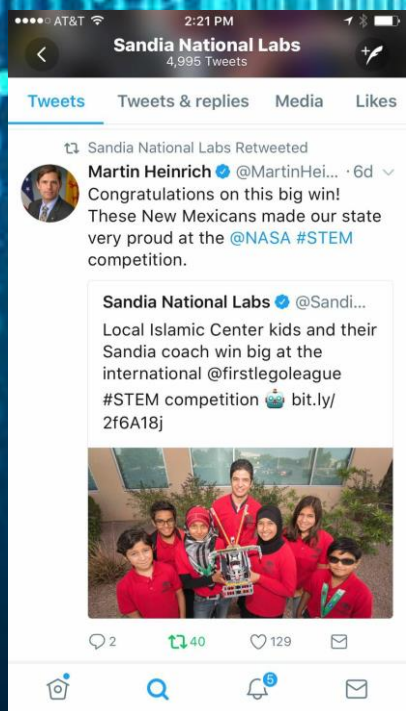 AT&T 2:21 PM
Sandia National Labs
4,995 Tweets
Tweets Tweets & replies Media Likes
Sandia National Labs Retweeted
Martin Heinrich @MartinHei... · 6d
Congratulations on this big win!
These New Mexicans made our state
very proud at the @NASA #STEM
competition.
Sandia National Labs @Sandi...
Local Islamic Center kids and their
Sandia coach win big at the
international @firstlegoleague
#STEM competition 🤖 bit.ly/
2f6A18j
2 40 129
5